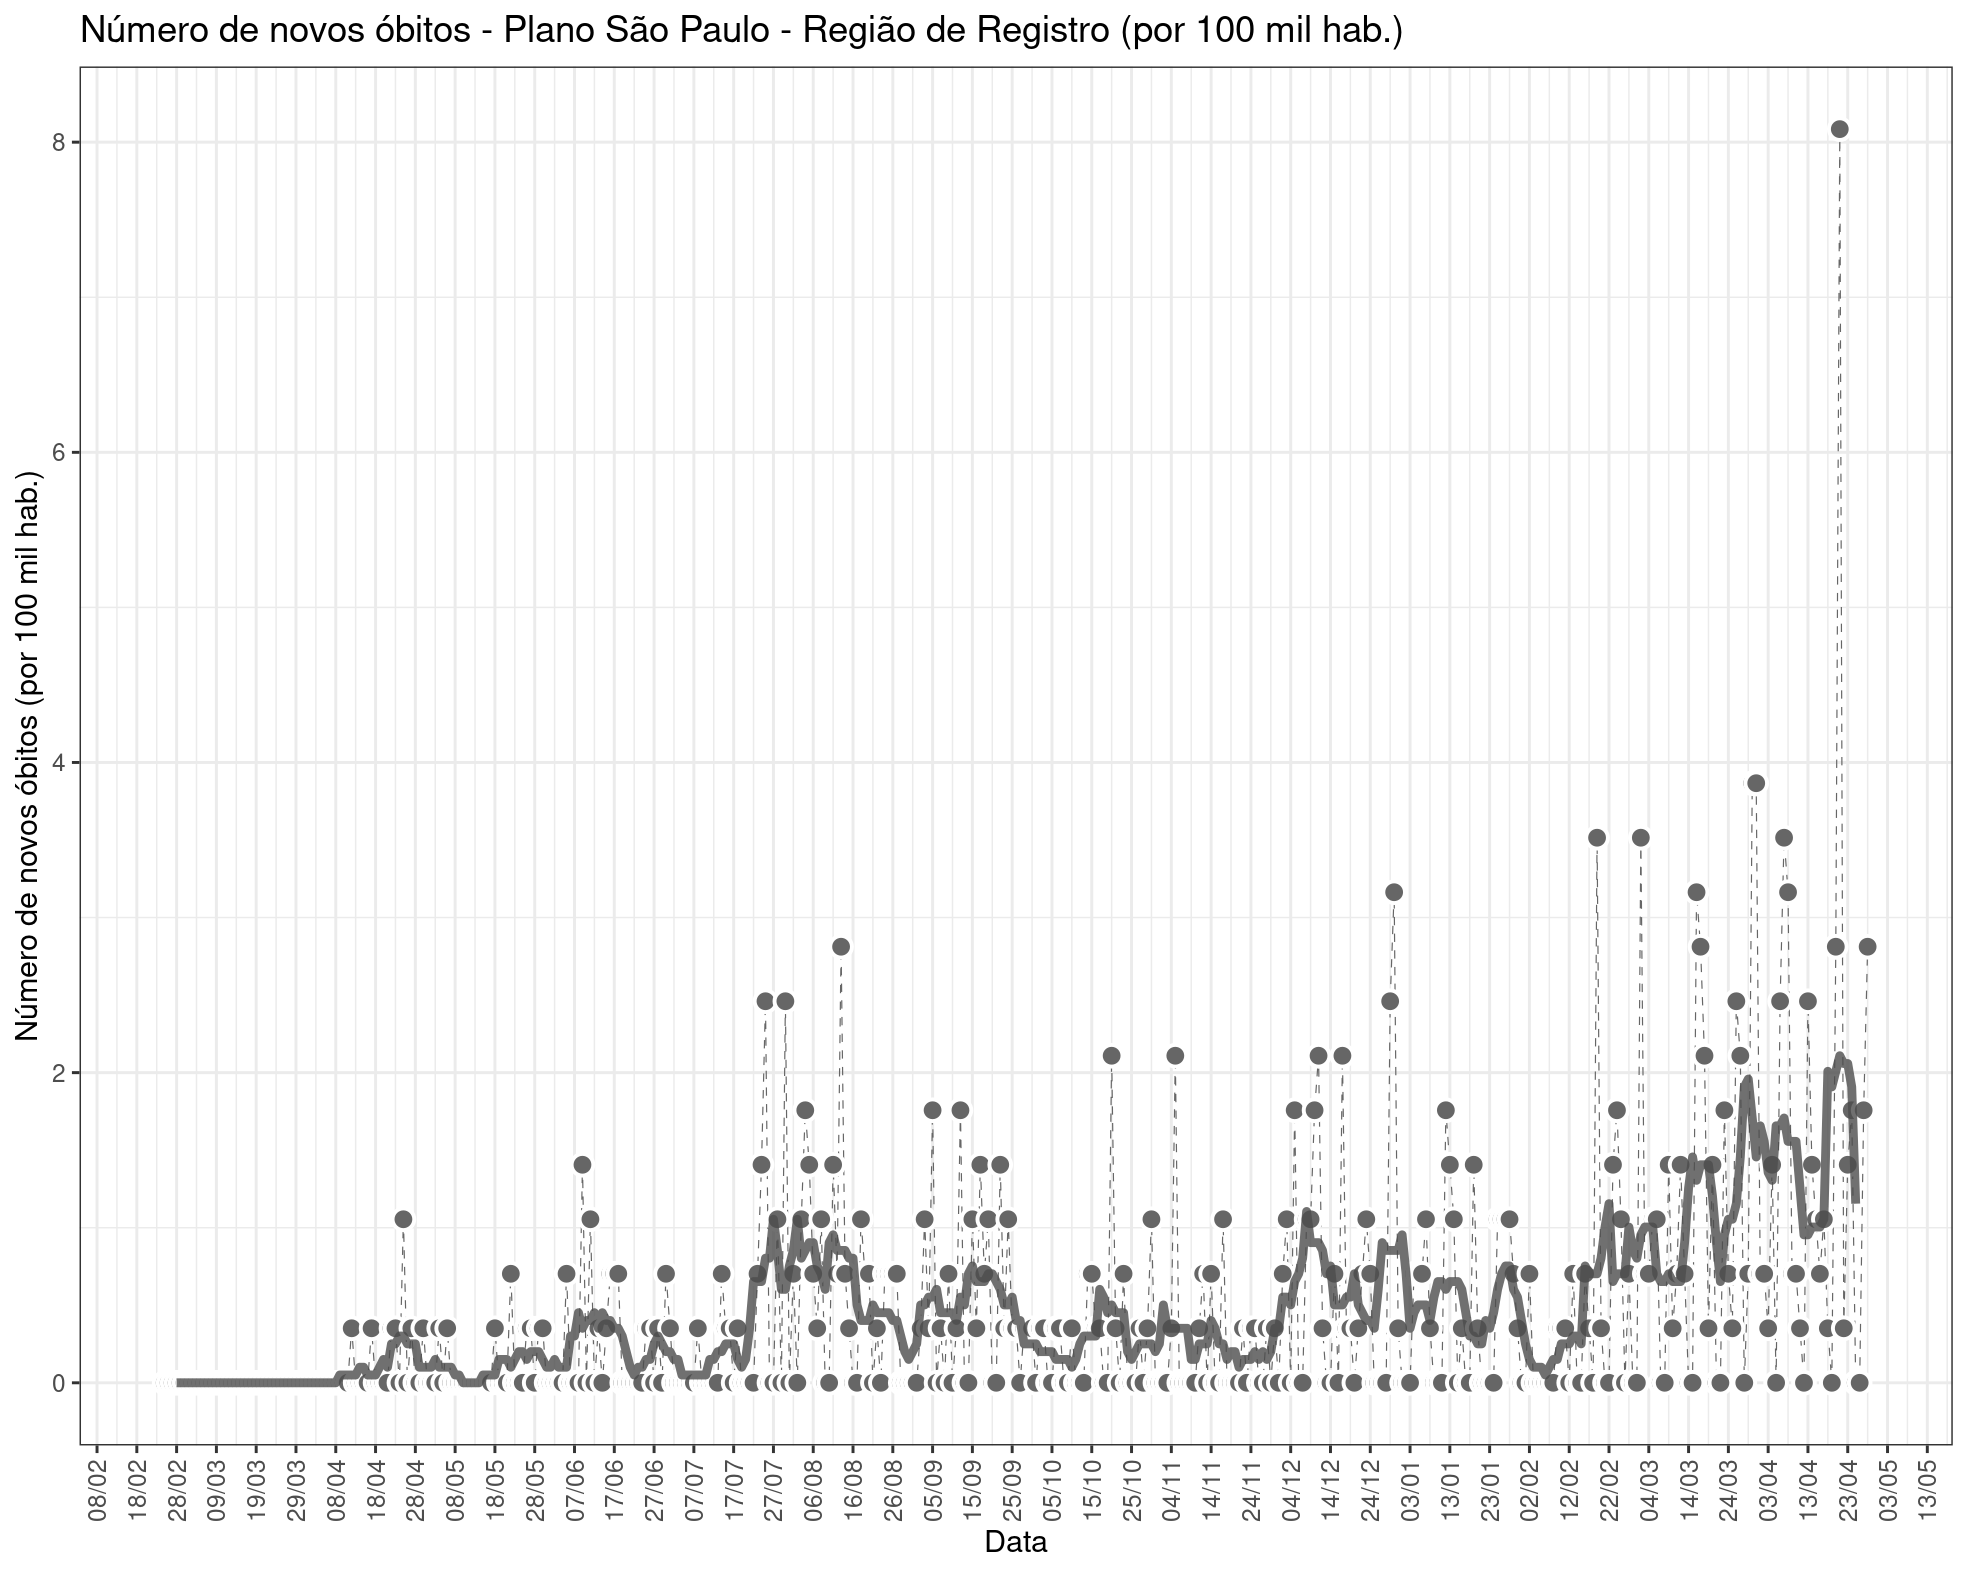 Número de novos óbitos - Plano São Paulo - Região de Registro (por 100 mil hab.)
Número de novos óbitos (por 100 mil hab.)
8
6
4
2
0
08/02 18/02 28/02 09/03 19/03 29/03 08/04 18/04 28/04 08/05 18/05 28/05 07/06 17/06 27/06 07/07 17/07 27/07 06/08 16/08 26/08 05/09 15/09 25/09 05/10 15/10 25/10 04/11 14/11 24/11 04/12 14/12 24/12 03/01 13/01 23/01 02/02 12/02 22/02 04/03 14/03 24/03 03/04 13/04 23/04 03/05 13/05
Data